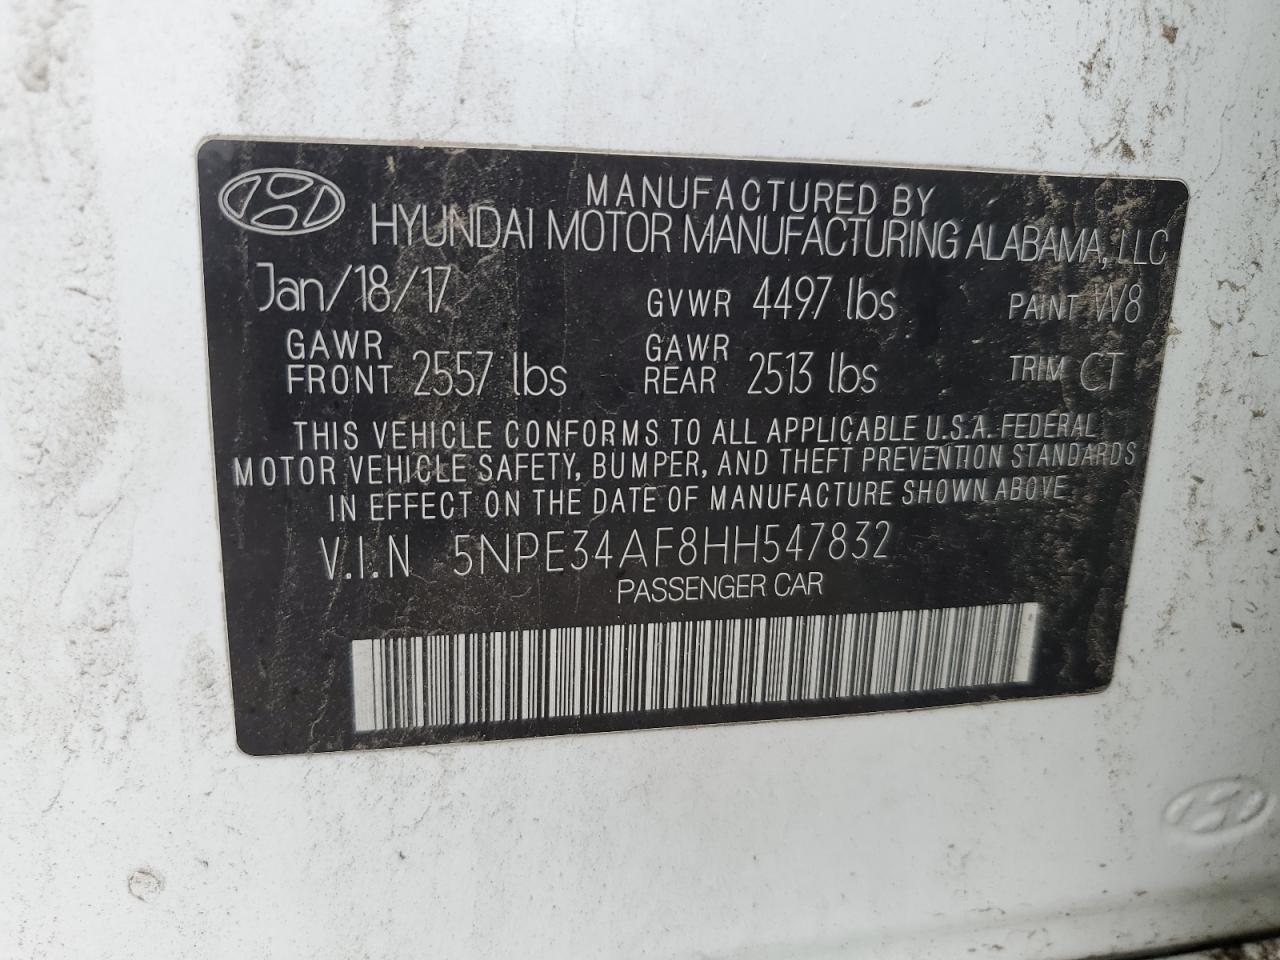 MANUFACTURED BY
HYUNDAI MOTOR MANUFACTURING ALABAMA, LLC
Jan/18/17 GVWR 4497 lbs PAINT W8
GAWR FRONT 2557 lbs GAWR REAR 2513 lbs TRIM CT
THIS VEHICLE CONFORMS TO ALL APPLICABLE U.S.A. FEDERAL
MOTOR VEHICLE SAFETY, BUMPER, AND THEFT PREVENTION STANDARDS
IN EFFECT ON THE DATE OF MANUFACTURE SHOWN ABOVE
V.I.N 5NPE34AF8HH547832
PASSENGER CAR